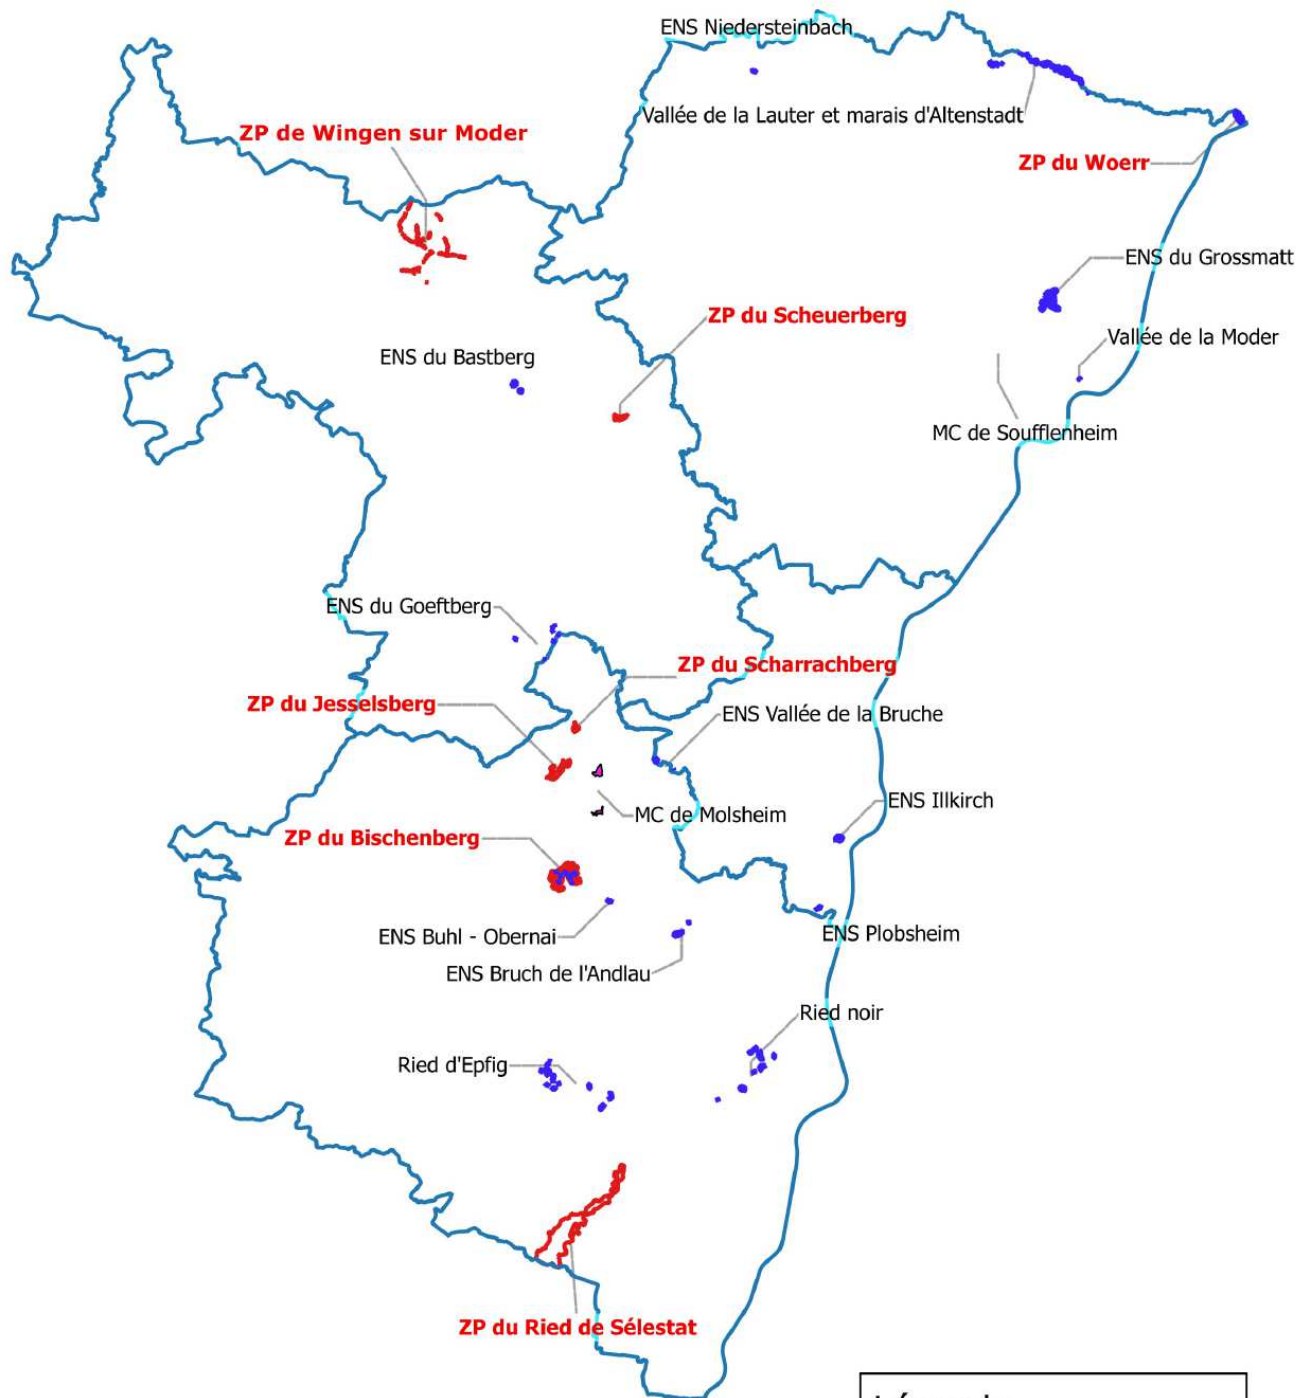 ENS Niedersteinbach
Vallée de la Lauter et marais d'Altenstadt
ZP de Wingen sur Moder
ZP du Woerr
ENS du Grossmatt
ZP du Scheuerberg
Vallée de la Moder
ENS du Bastberg
MC de Soufflenheim
ENS du Goeftberg
ZP du Scharrachberg
ZP du Jesselsberg
ENS Vallée de la Bruche
ENS Illkirch
MC de Molsheim
ZP du Bischenberg
ENS Buhl - Obernai
ENS Plobsheim
ENS Bruch de l'Andlau
Ried noir
Ried d'Epfig
ZP du Ried de Sélestat